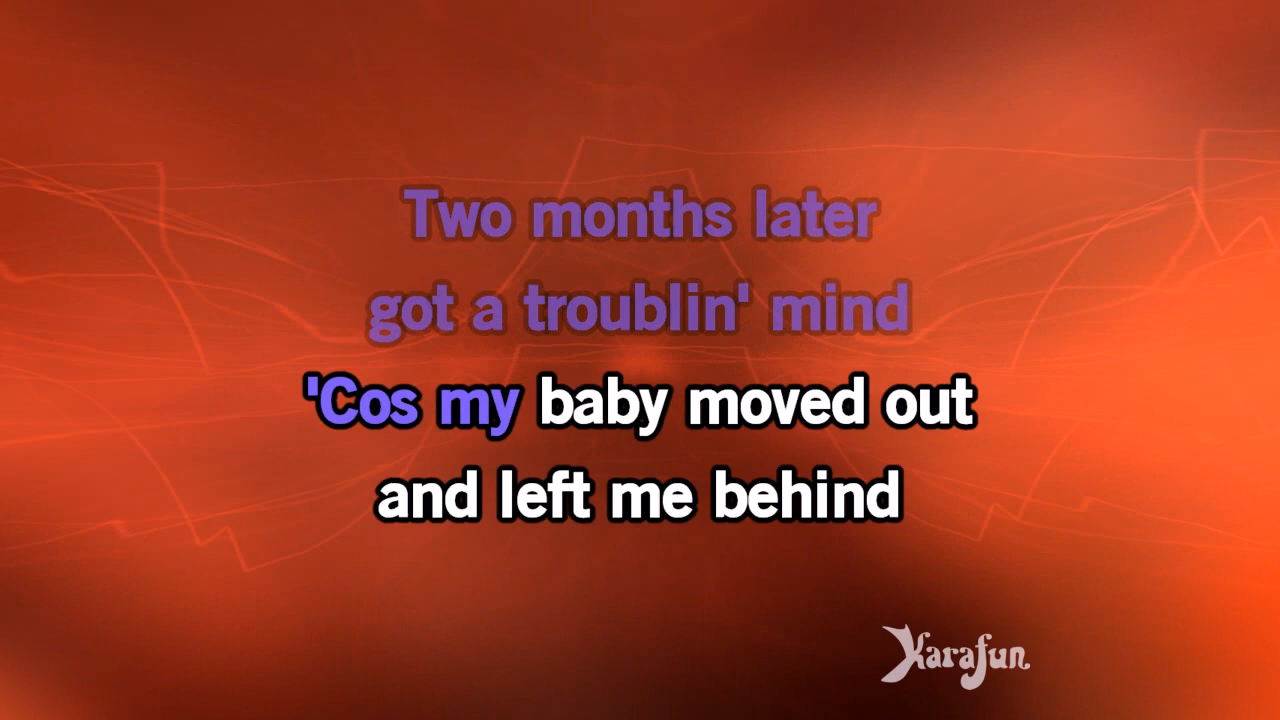 Two months later
got a troublin' mind
'Cos my baby moved out
and left me behind
Karafun